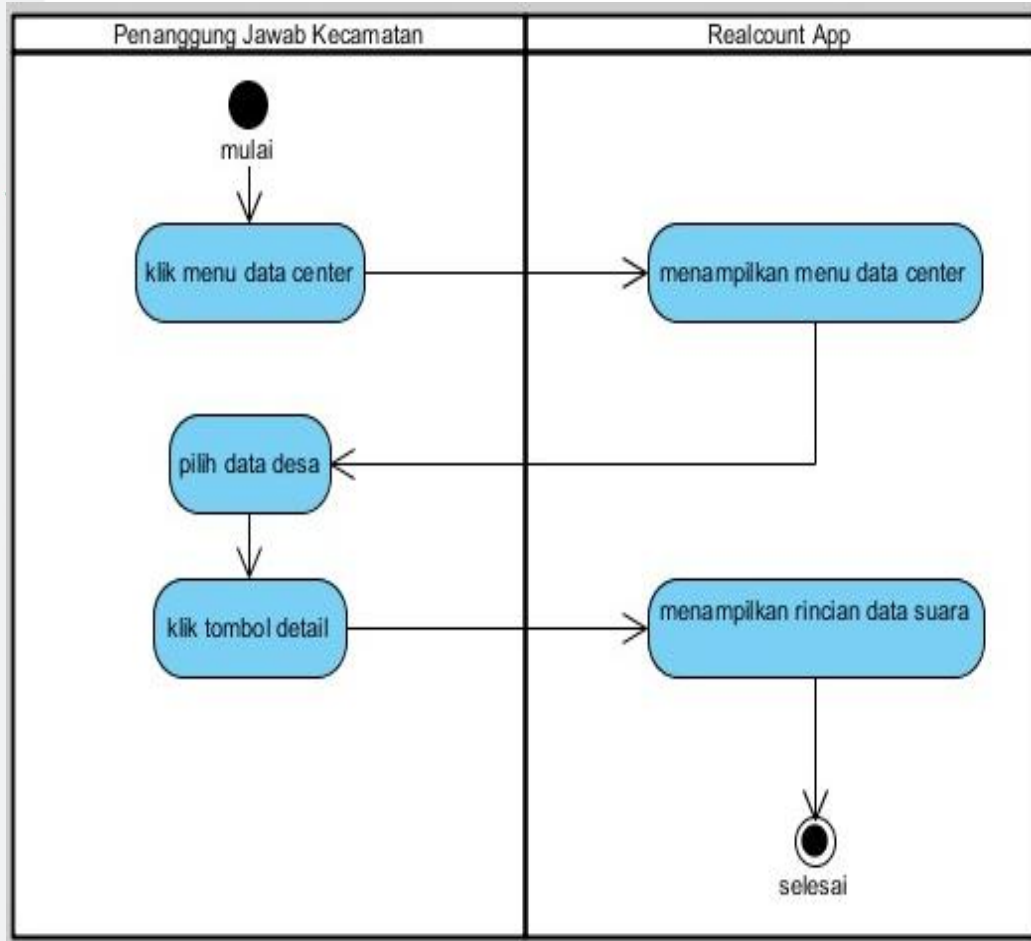 Penanggung Jawab Kecamatan
Realcount App
mulai
klik menu data center
menampilkan menu data center
pilih data desa
klik tombol detail
menampilkan rincian data suara
selesai